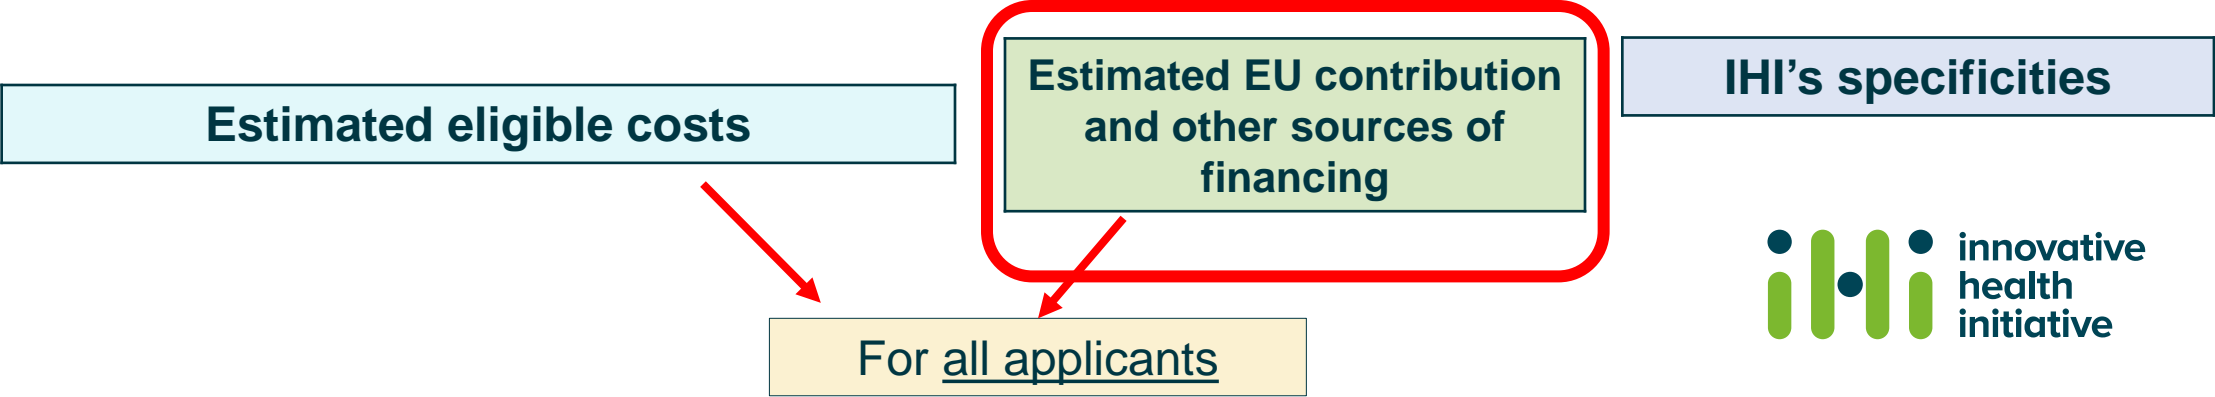 Estimated eligible costs
Estimated EU contribution
and other sources of
financing
IHI’s specificities
For all applicants
iHi
innovative
health
initiative